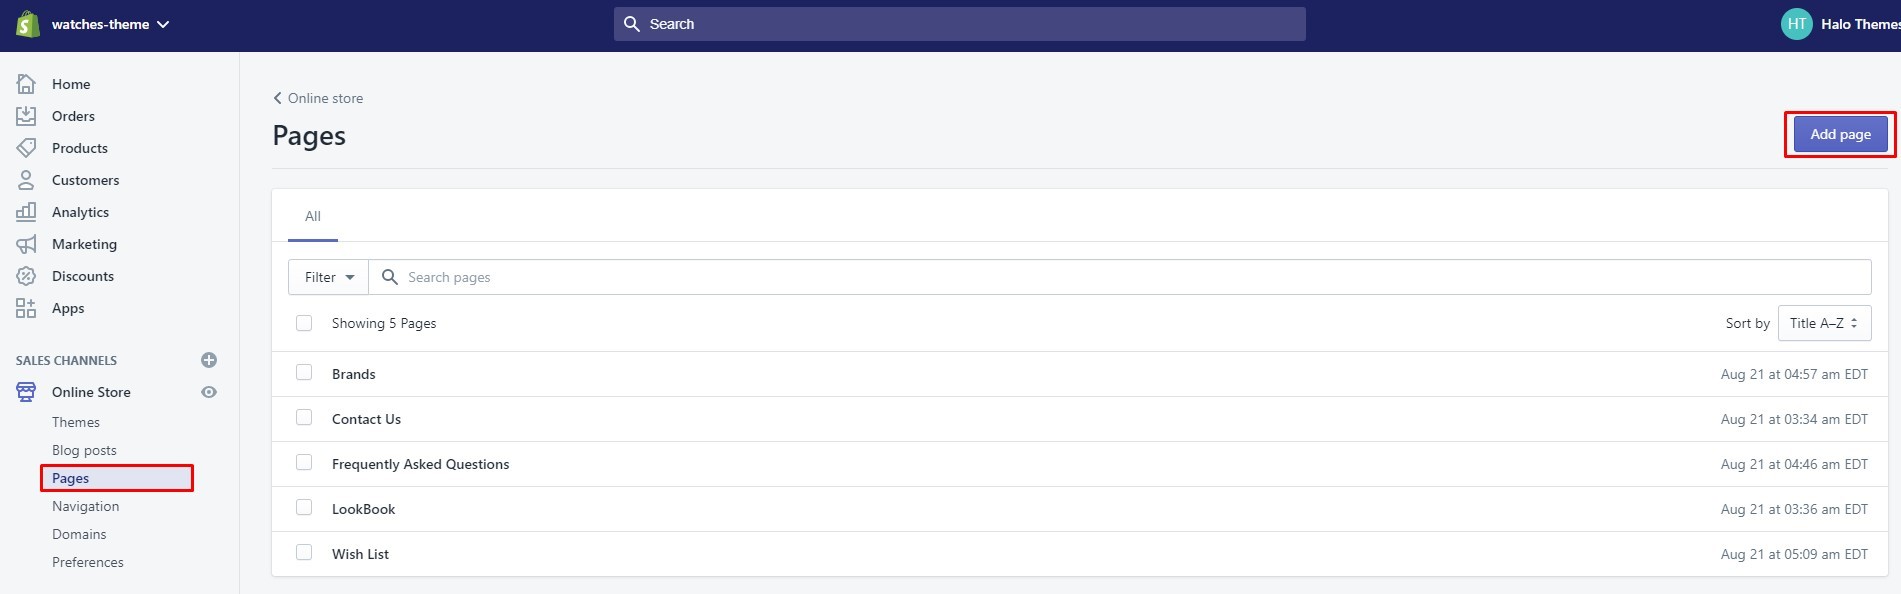 watches-theme
Search
HT
Halo Themes
Home
Orders
Products
Customers
Analytics
Marketing
Discounts
Apps
SALES CHANNELS
Online Store
Themes
Blog posts
Pages
Navigation
Domains
Preferences
Online store
Pages
Add page
All
Filter
Search pages
Showing 5 Pages
Sort by
Title A–Z
Brands
Aug 21 at 04:57 am EDT
Contact Us
Aug 21 at 03:34 am EDT
Frequently Asked Questions
Aug 21 at 04:46 am EDT
LookBook
Aug 21 at 03:36 am EDT
Wish List
Aug 21 at 05:09 am EDT